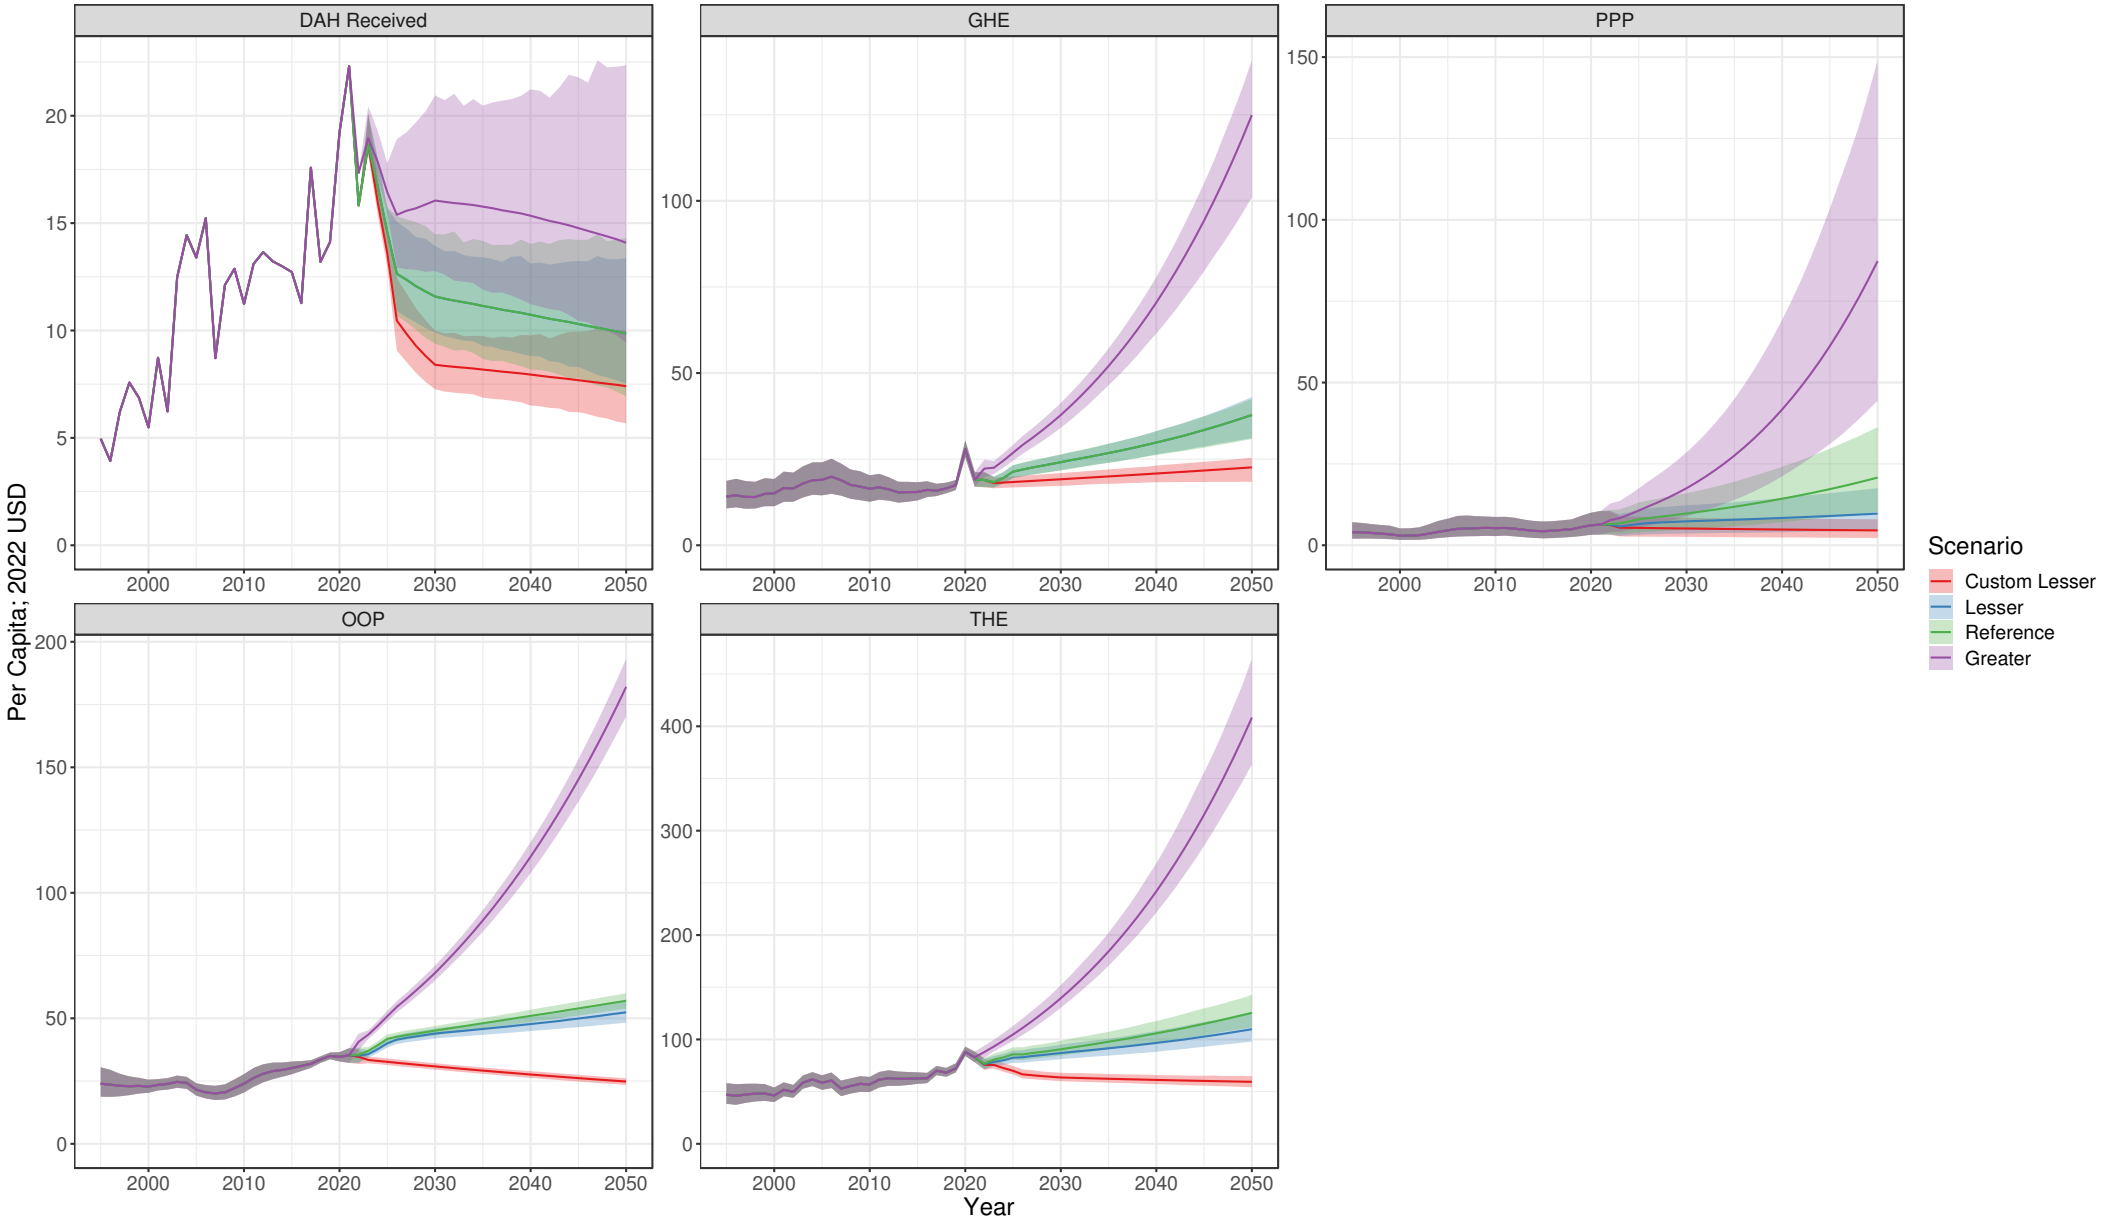 DAH Received
GHE
PPP
20
15
10
5
0
100
50
0
150
100
50
0
2000 2010 2020 2030 2040 2050
2000 2010 2020 2030 2040 2050
2000 2010 2020 2030 2040 2050
Per Capita; 2022 USD
OOP
THE
200
150
100
50
0
400
300
200
100
0
2000 2010 2020 2030 2040 2050
2000 2010 2020 2030 2040 2050
Year
Scenario
Custom Lesser
Lesser
Reference
Greater